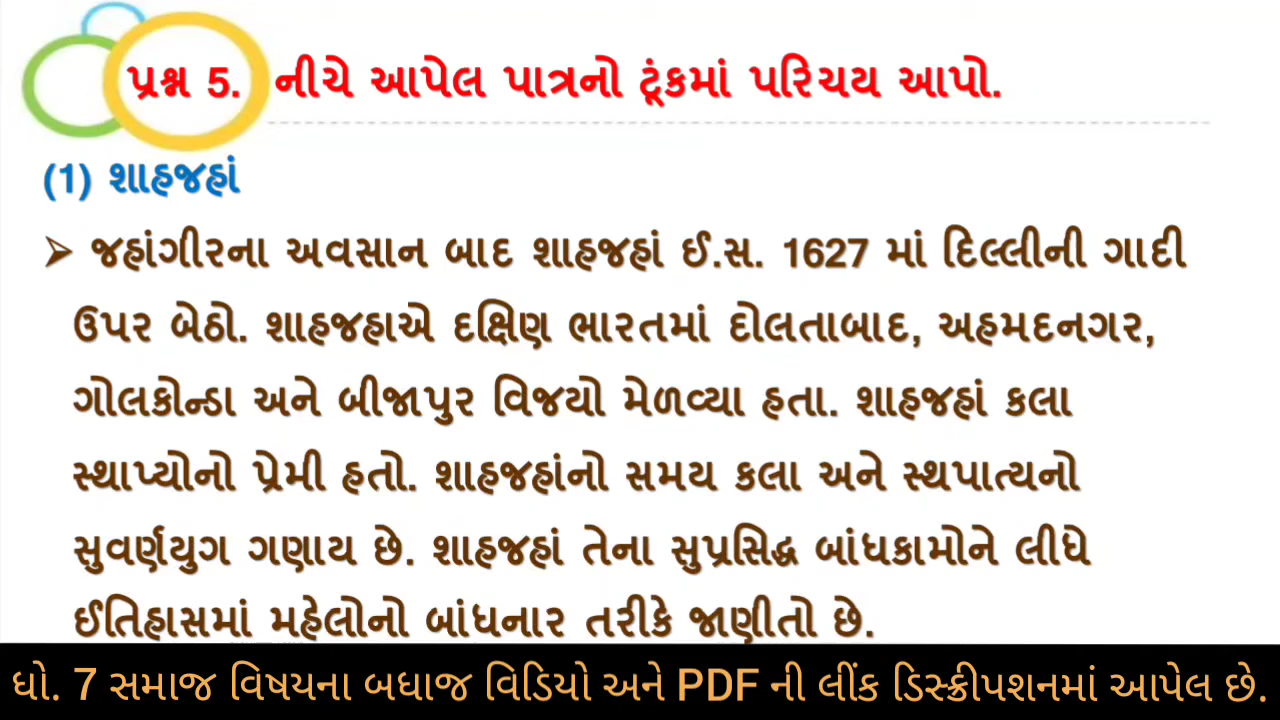 પ્રશ્ન 5. નીચે આપેલ પાત્રનો ટૂંકમાં પરિચય આપો.
(1) શાહજહાં
➢ જહાંગીરના અવસાન બાદ શાહજહાં ઈ.સ. 1627 માં દિલ્લીની ગાદી
ઉપર બેઠો. શાહજહાએ દક્ષિણ ભારતમાં દોલતાબાદ, અહમદનગર,
ગોલકોન્ડા અને બીજાપુર વિજયો મેળવ્યા હતા. શાહજહાં કલા
સ્થાપ્યોનો પ્રેમી હતો. શાહજહાંનો સમય કલા અને સ્થપાત્યનો
સુવર્ણયુગ ગણાય છે. શાહજહાં તેના સુપ્રસિદ્ધ બાંધકામોને લીધે
ઈતિહાસમાં મહેલોનો બાંધનાર તરીકે જાણીતો છે.
ધો. 7 સમાજ વિષયના બધાજ વિડિયો અને PDF ની લીંક ડિસ્ક્રીપશનમાં આપેલ છે.